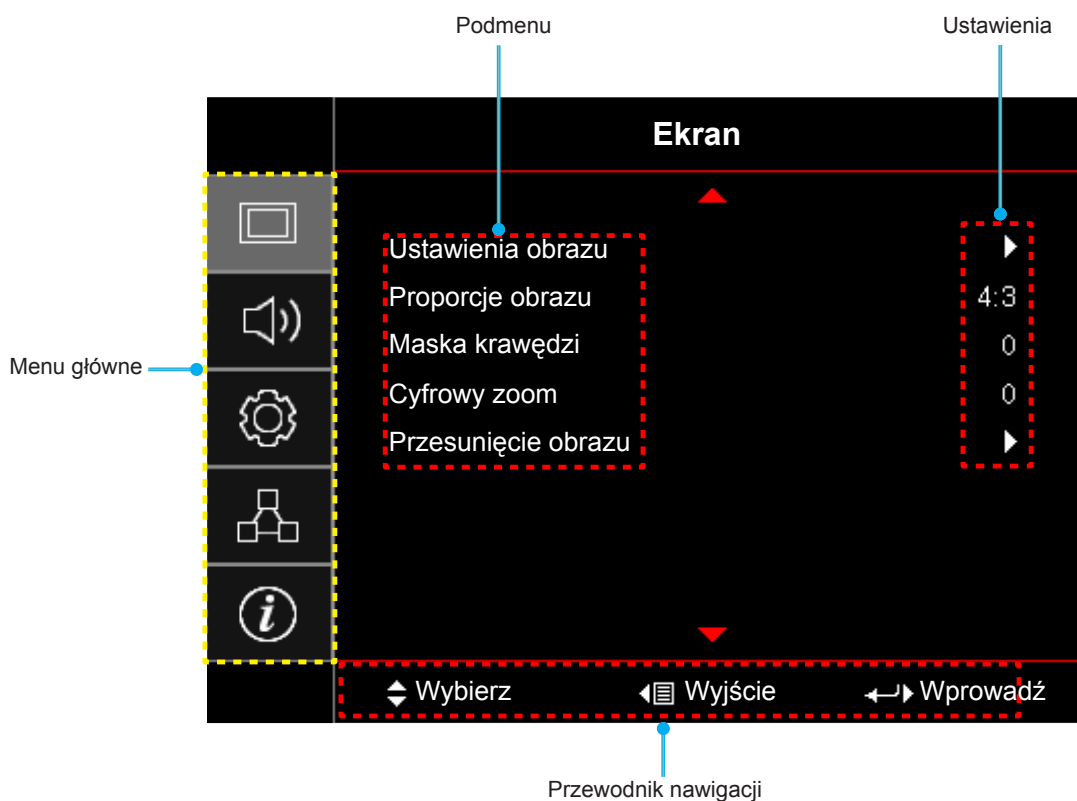 Podmenu
Ustawienia
Ekran
Ustawienia obrazu
Proporcje obrazu 4:3
Maska krawędzi 0
Cyfrowy zoom 0
Przesunięcie obrazu
Menu główne
i
Wybierz Wyjście Wprowadź
Przewodnik nawigacji